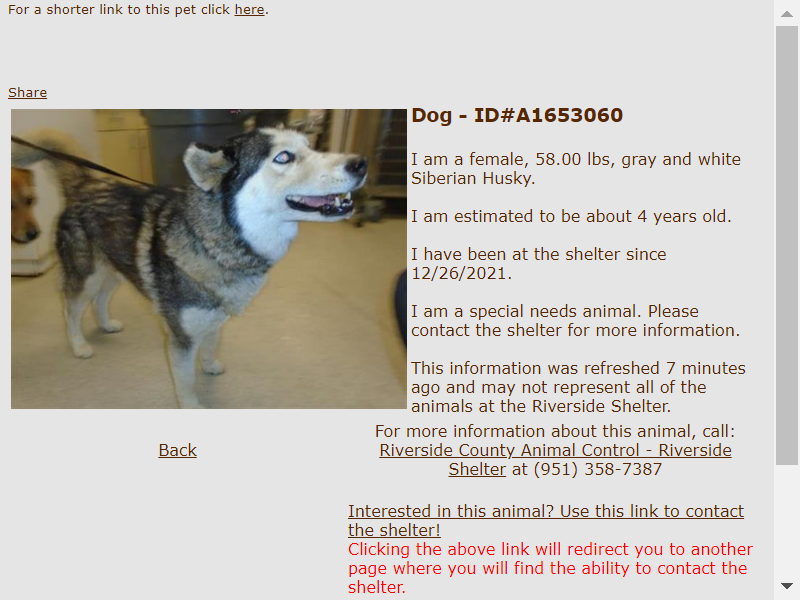 For a shorter link to this pet click here.
Share
Dog - ID#A1653060
I am a female, 58.00 lbs, gray and white
Siberian Husky.
I am estimated to be about 4 years old.
I have been at the shelter since
12/26/2021.
I am a special needs animal. Please
contact the shelter for more information.
This information was refreshed 7 minutes
ago and may not represent all of the
animals at the Riverside Shelter.
Back
For more information about this animal, call:
Riverside County Animal Control - Riverside
Shelter at (951) 358-7387
Interested in this animal? Use this link to contact
the shelter!
Clicking the above link will redirect you to another
page where you will find the ability to contact the
shelter.